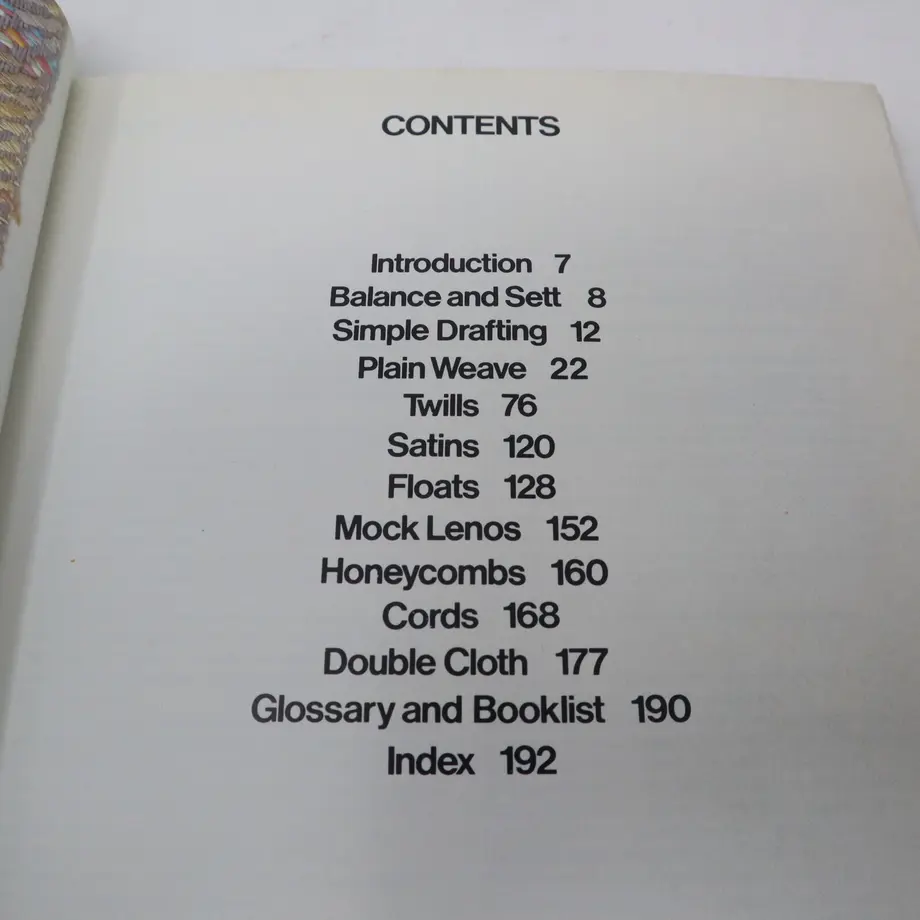 CONTENTS
Introduction 7
Balance and Sett 8
Simple Drafting 12
Plain Weave 22
Twills 76
Satins 120
Floats 128
Mock Lenos 152
Honeycombs 160
Cords 168
Double Cloth 177
Glossary and Booklist 190
Index 192